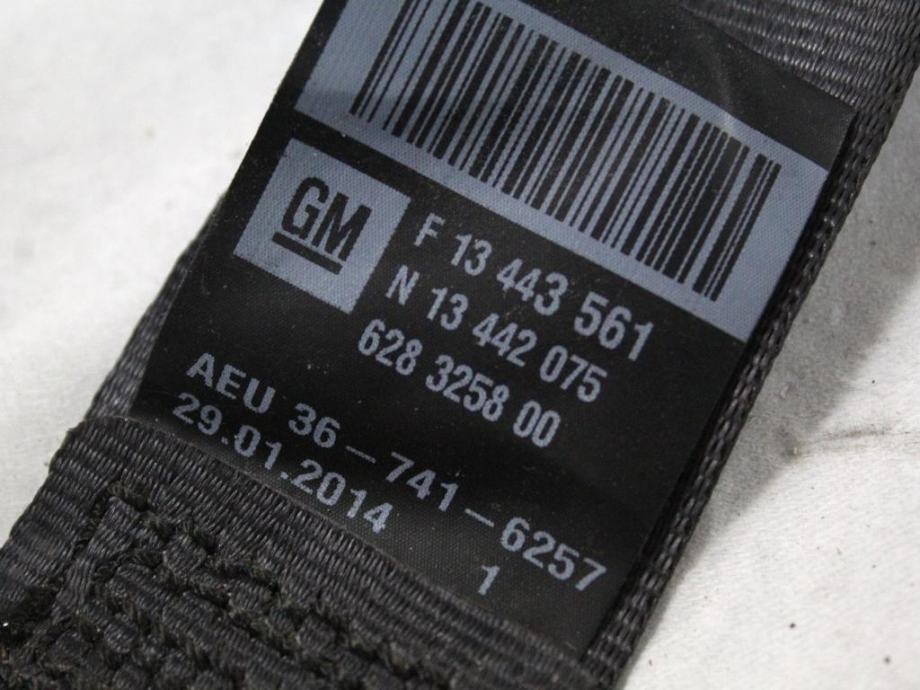 GM
F 13 443 561
N 13 442 075
628 3258 00
AEU 36-741-6257
29.01.2014 1